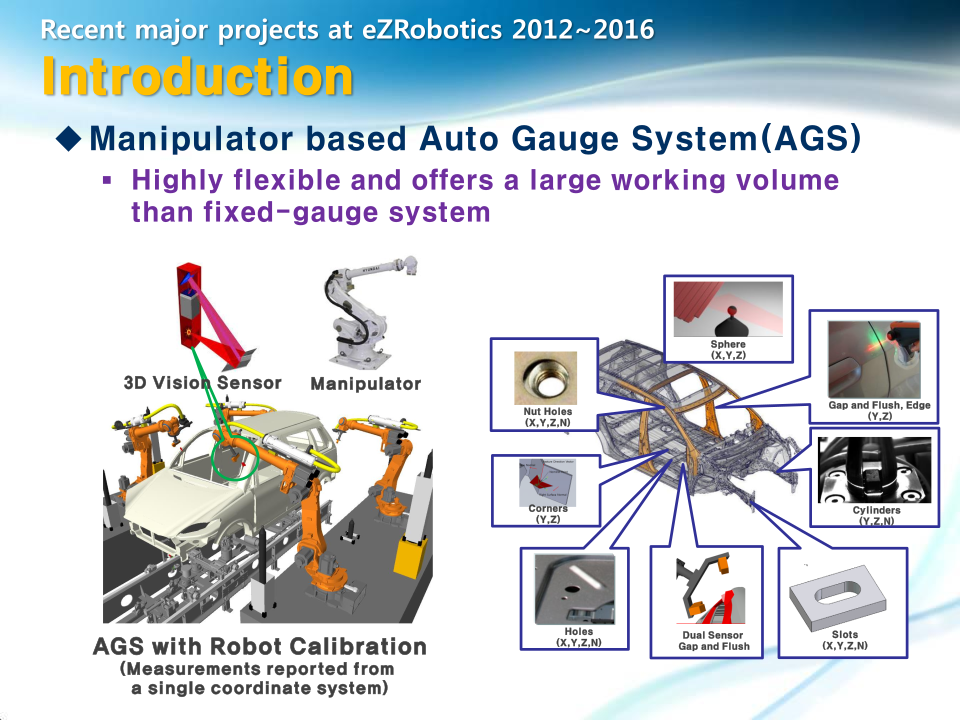 Recent major projects at eZRobotics 2012~2016
Introduction
◆Manipulator based Auto Gauge System(AGS)
▪ Highly flexible and offers a large working volume
than fixed-gauge system
HYUNDAI
3D Vision Sensor
Manipulator
AGS with Robot Calibration
(Measurements reported from
a single coordinate system)
Sphere
(X,Y,Z)
Nut Holes
(X,Y,Z,N)
Gap and Flush, Edge
(Y,Z)
Corners
(Y,Z)
Cylinders
(Y,Z,N)
Holes
(X,Y,Z,N)
Dual Sensor
Gap and Flush
Slots
(X,Y,Z,N)